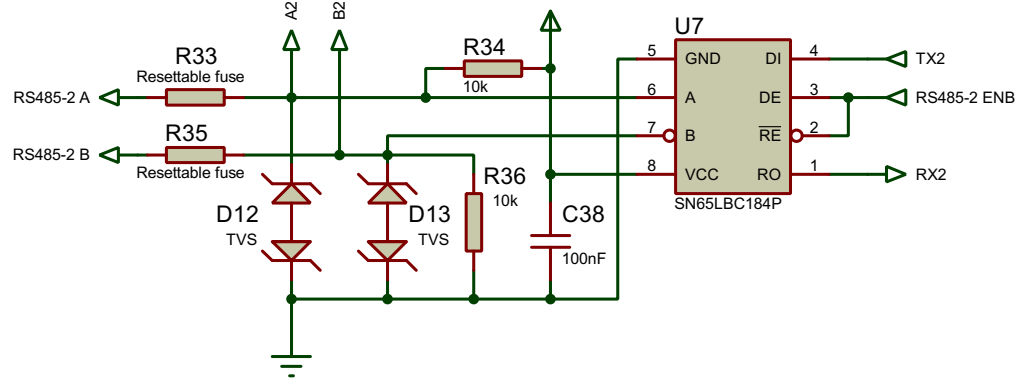 A2
B2
R33
Resettable fuse
RS485-2 A
R34
10k
U7
5
GND
DI
4
TX2
6
A
DE
3
RS485-2 ENB
7
B
RE
2
8
VCC
RO
1
RX2
SN65LBC184P
R35
RS485-2 B
Resettable fuse
R36
10k
D12
TVS
D13
TVS
C38
100nF